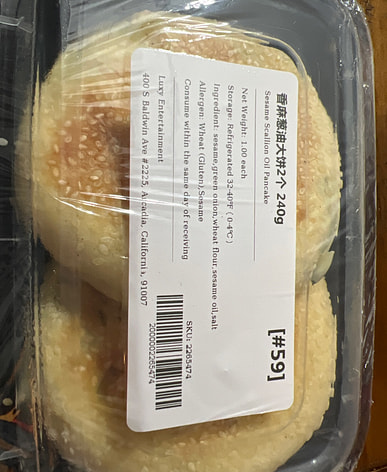 香麻葱油大饼2个 240g
Sesame Scallion Oil Pancake
[#59]
Net Weight: 1.00 each
Storage: Refrigerated 32-40°F ( 0-4°C )
Ingredient: sesame,green onion,wheat flour,sesame oil,salt
Allergen: Wheat (Gluten),Sesame
Consume within the same day of receiving
Luxy Entertainment
400 S Baldwin Ave #2225, Arcadia, California, 91007
SKU: 2265474
2000002265474